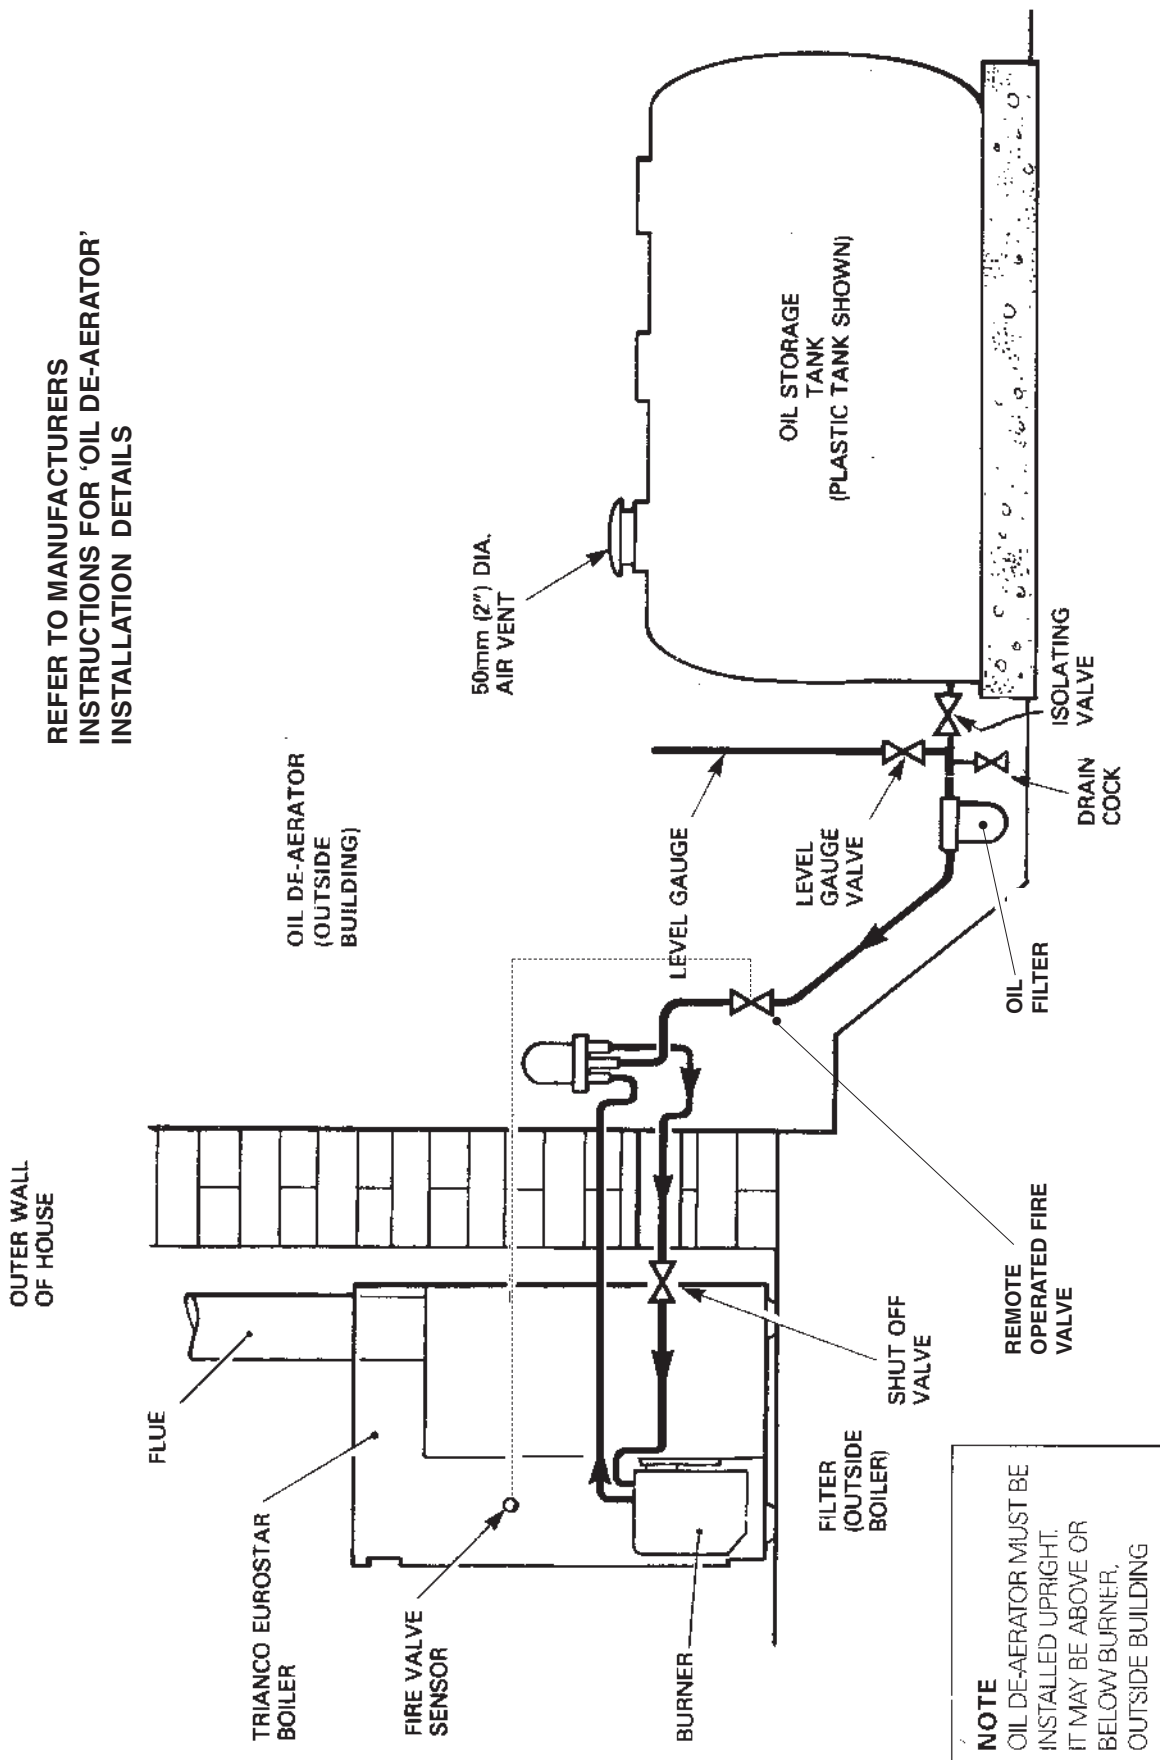 REFER TO MANUFACTURERS
INSTRUCTIONS FOR ‘OIL DE-AERATOR’
INSTALLATION DETAILS
OUTER WALL
OF HOUSE
OIL DE-AERATOR
(OUTSIDE
BUILDING)
50mm (2") DIA.
AIR VENT
FLUE
TRIANCO EUROSTAR
BOILER
FIRE VALVE
SENSOR
BURNER
LEVEL GAUGE
LEVEL
GAUGE
VALVE
OIL STORAGE
TANK
(PLASTIC TANK SHOWN)
FILTER
(OUTSIDE
BOILER)
SHUT OFF
VALVE
REMOTE
OPERATED FIRE
VALVE
OIL
FILTER
DRAIN
COCK
ISOLATING
VALVE
NOTE
OIL DE-AERATOR MUST BE
INSTALLED UPRIGHT.
IT MAY BE ABOVE OR
BELOW BURNER,
OUTSIDE BUILDING